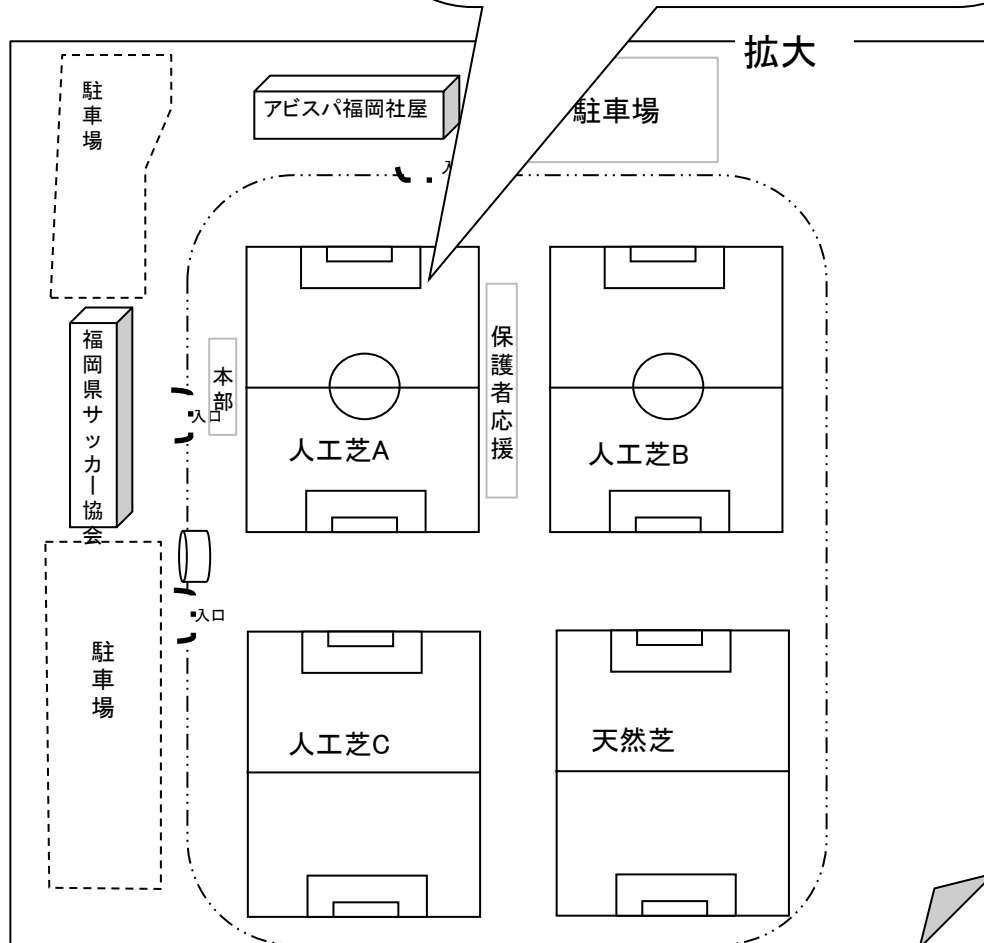 拡大
駐車場
アビスパ福岡社屋
駐車場
福岡県サッカー協会
本部
入口
保護者応援
人工芝A
人工芝B
入口
駐車場
人工芝C
天然芝